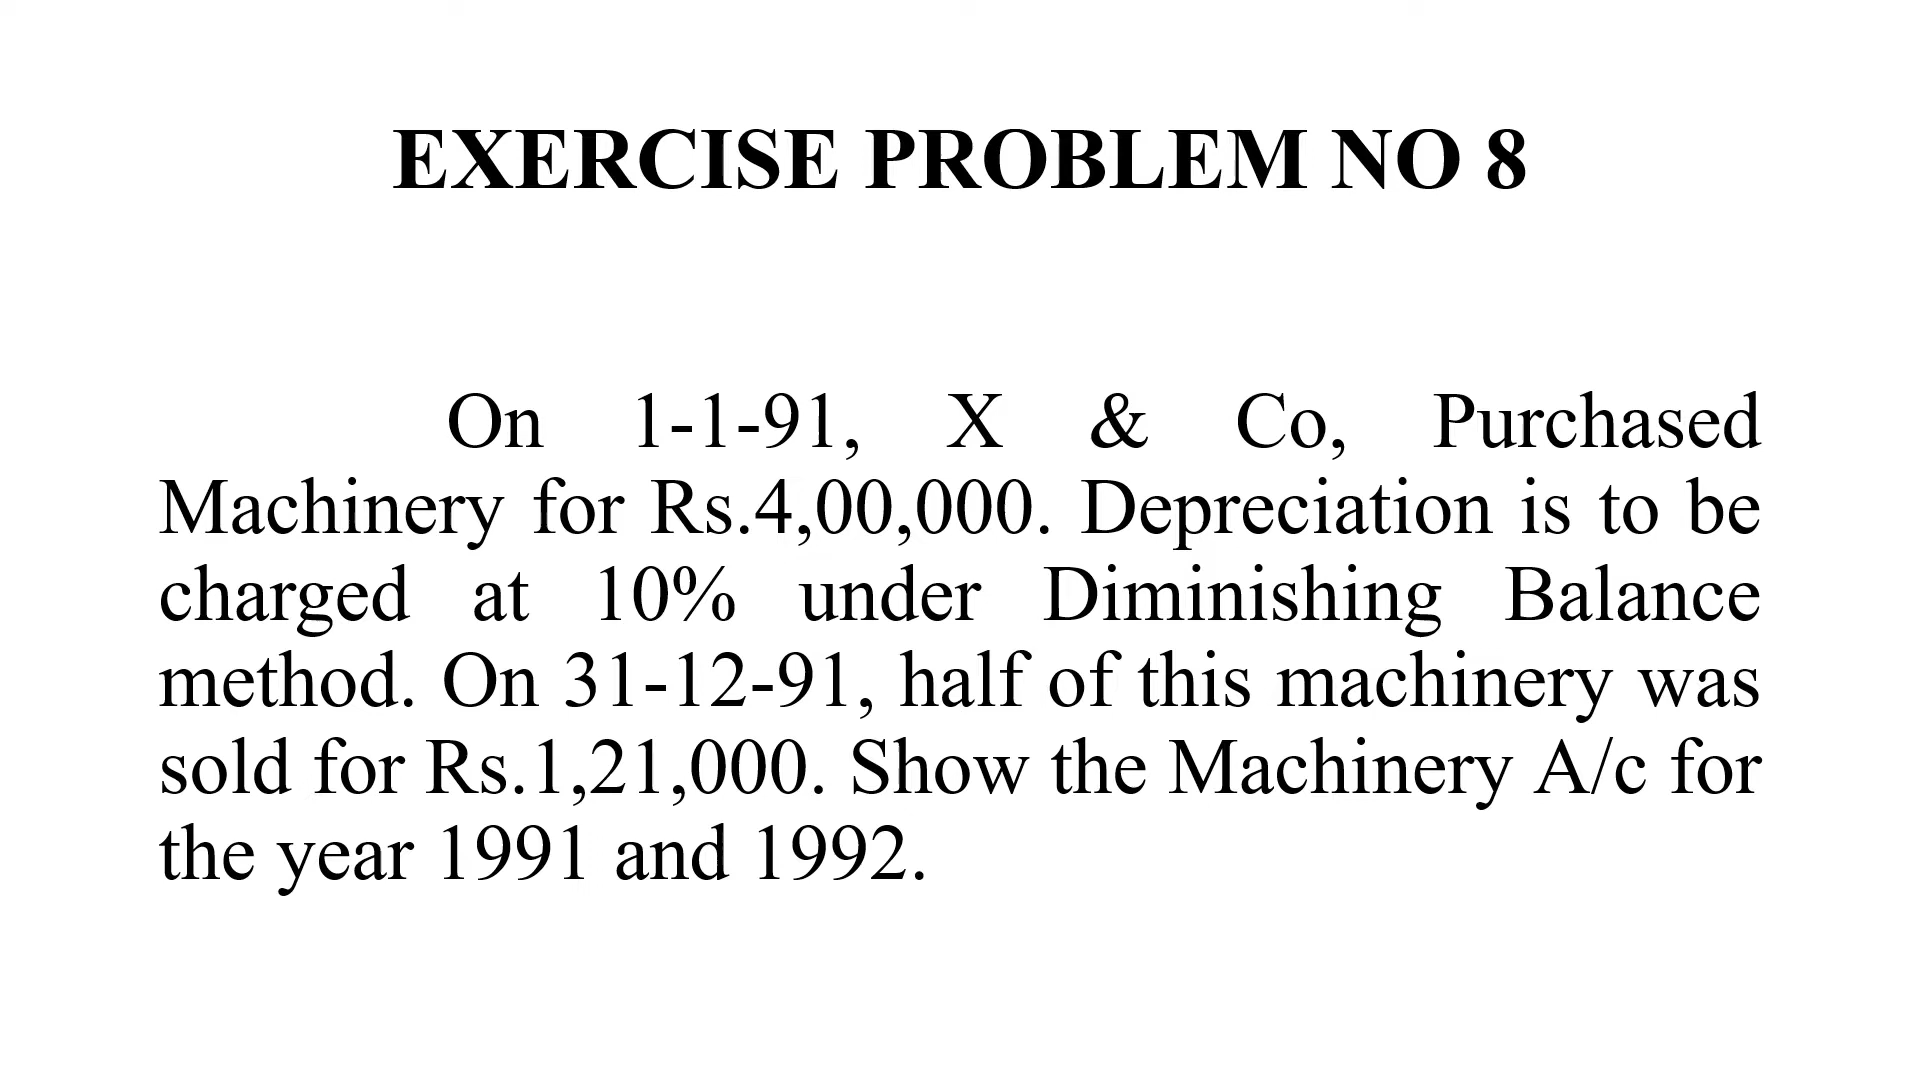 EXERCISE PROBLEM NO 8
On 1-1-91, X & Co, Purchased
Machinery for Rs.4,00,000. Depreciation is to be
charged at 10% under Diminishing Balance
method. On 31-12-91, half of this machinery was
sold for Rs.1,21,000. Show the Machinery A/c for
the year 1991 and 1992.